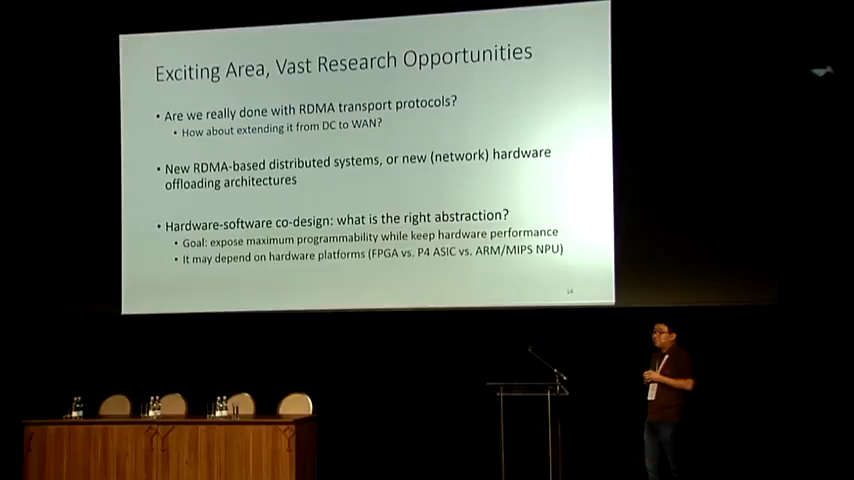 Exciting Area, Vast Research Opportunities
• Are we really done with RDMA transport protocols?
• How about extending it from DC to WAN?
• New RDMA-based distributed systems, or new (network) hardware
offloading architectures
• Hardware-software co-design: what is the right abstraction?
• Goal: expose maximum programmability while keep hardware performance
• It may depend on hardware platforms (FPGA vs. P4 ASIC vs. ARM/MIPS NPU)
14